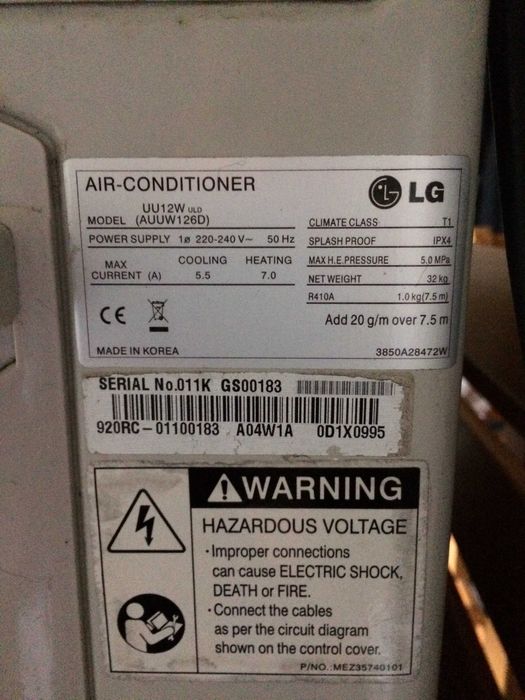 AIR-CONDITIONER
LG
UU12W ULD
MODEL (AUUW126D)
POWER SUPPLY 1ø 220-240 V~ 50 Hz
COOLING HEATING
MAX CURRENT (A) 5.5 7.0
CLIMATE CLASS T1
SPLASH PROOF IPX4
MAX H.E. PRESSURE 5.0 MPa
NET WEIGHT 32 kg
R410A 1.0 kg(7.5 m)
Add 20 g/m over 7.5 m
CE
MADE IN KOREA
3850A28472W
SERIAL No.011K GS00183
920RC-01100183 A04W1A 0D1X0995
WARNING
HAZARDOUS VOLTAGE
·Improper connections
can cause ELECTRIC SHOCK,
DEATH or FIRE.
·Connect the cables
as per the circuit diagram
shown on the control cover.
P/NO.:MEZ35740101